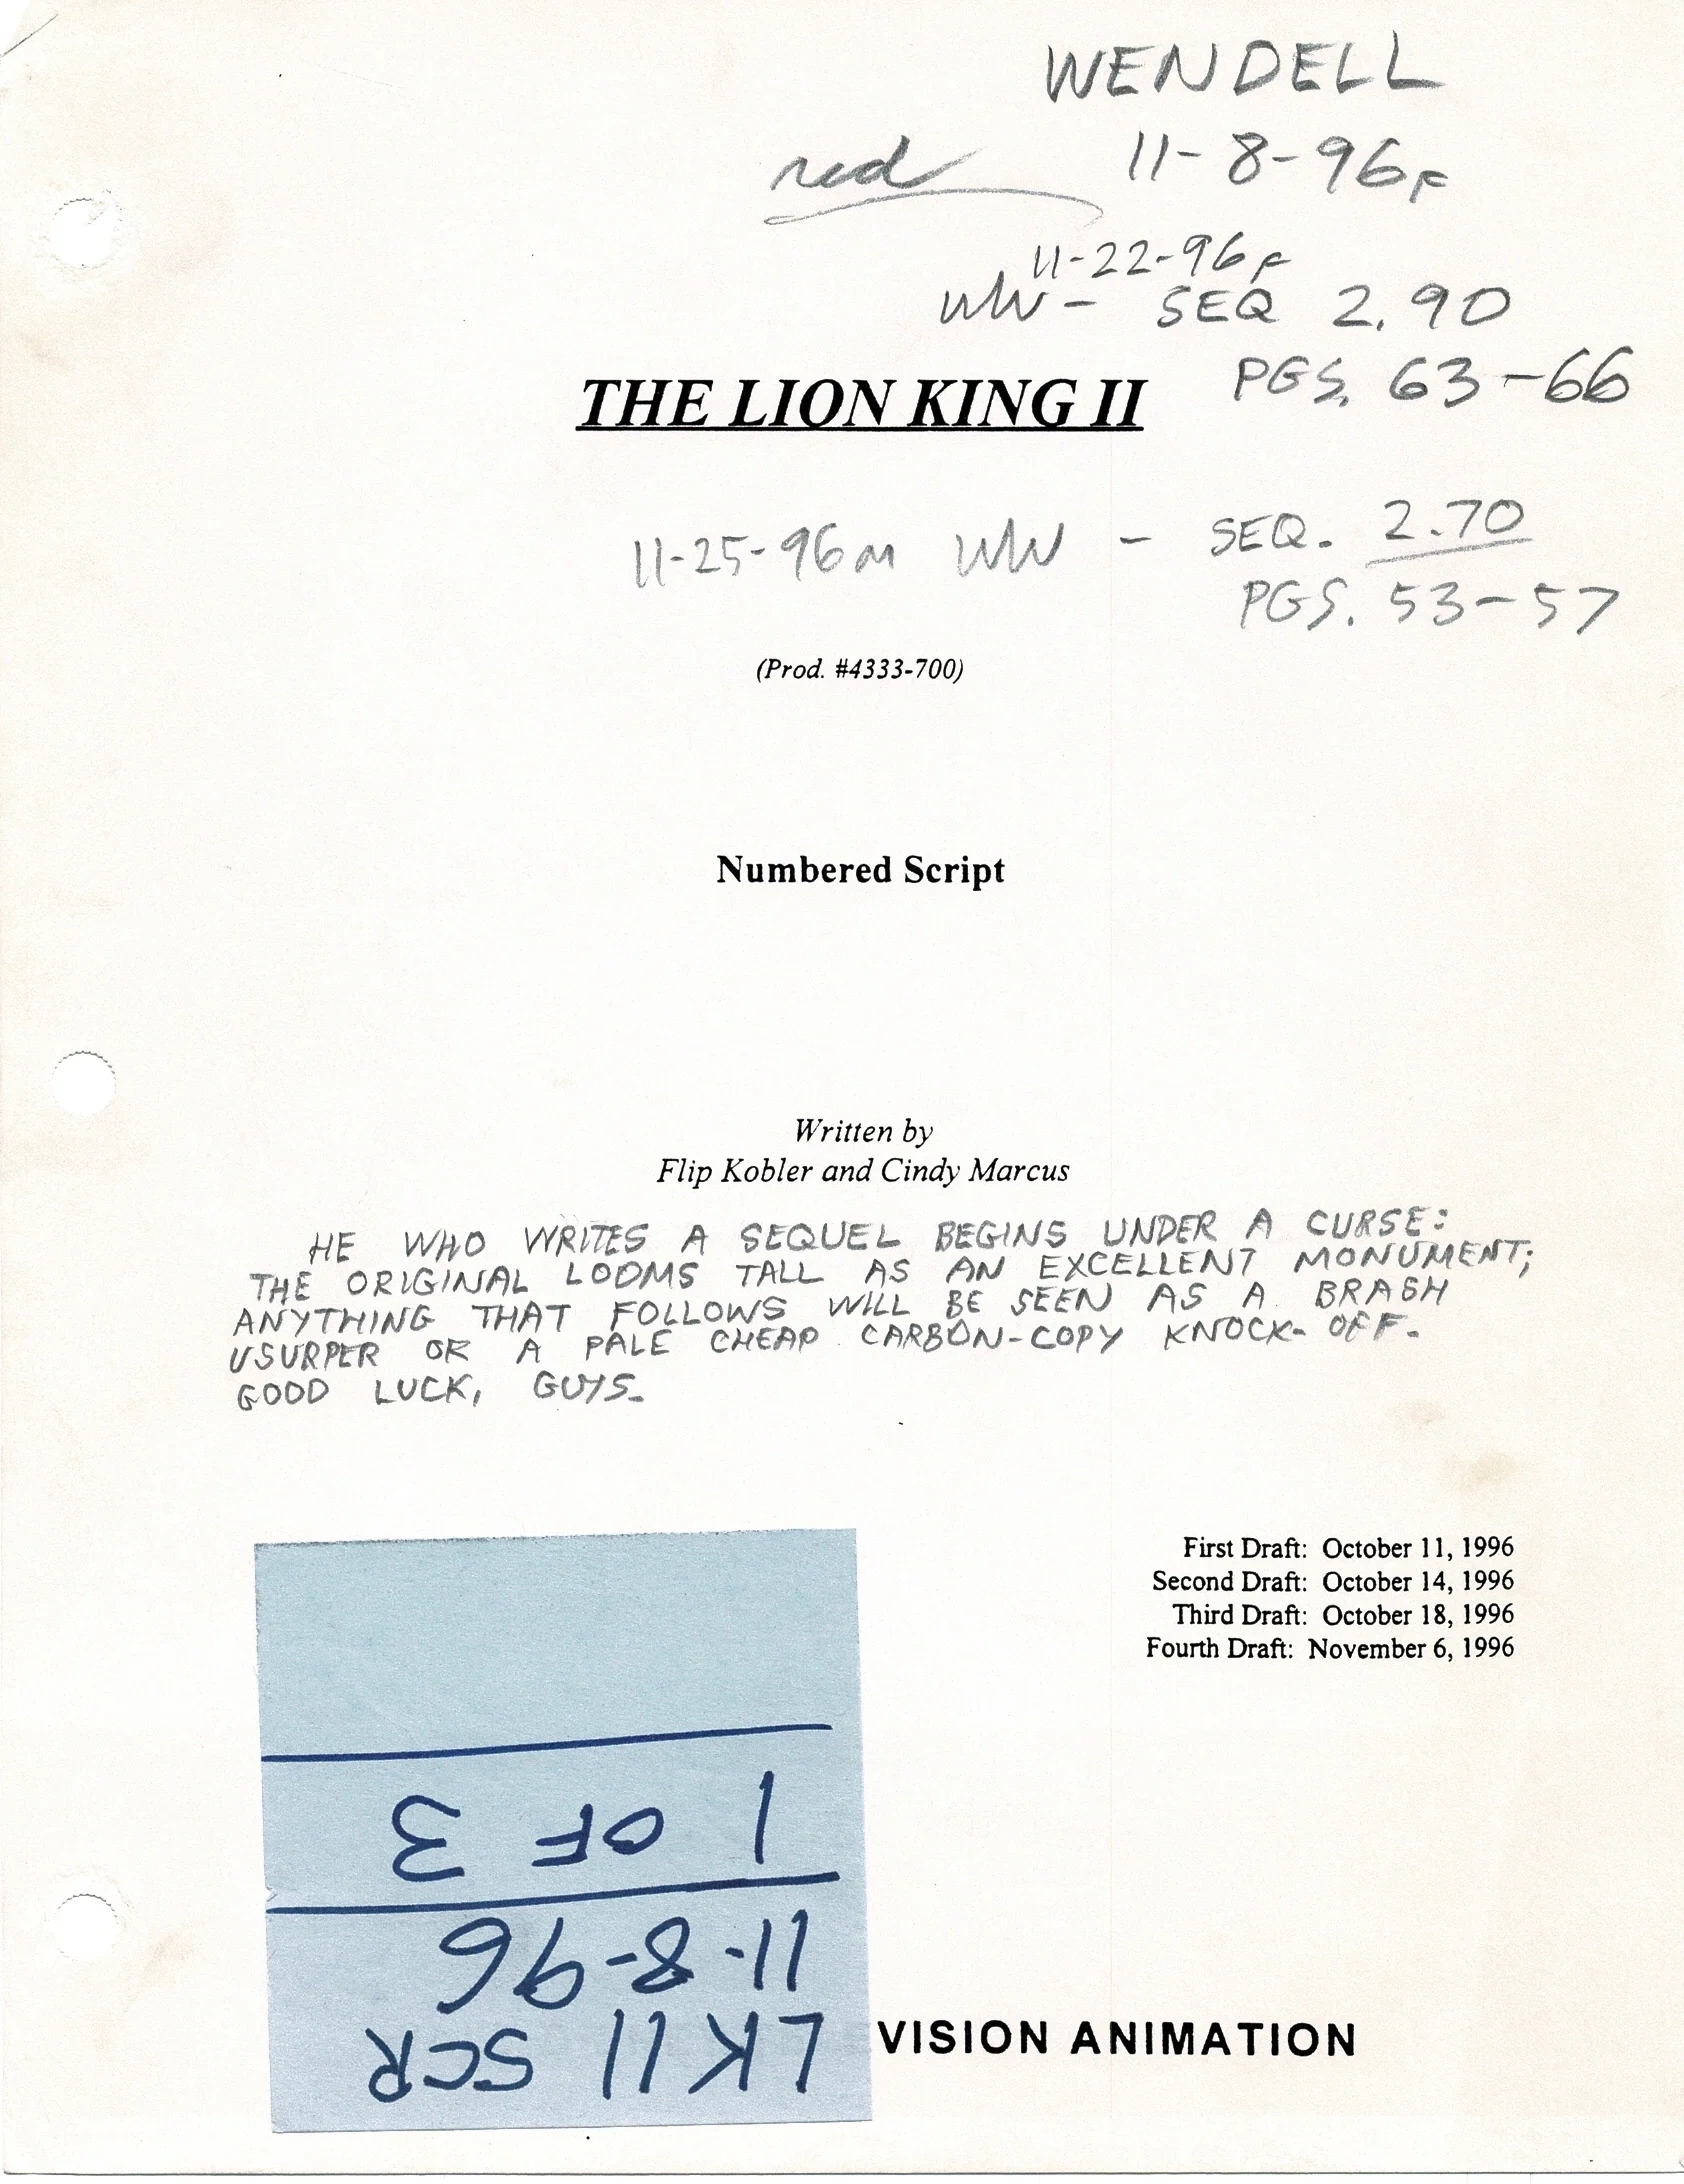 WENDELL
red 11-8-96F
11-22-96F
WW - SEQ 2.90
PGS. 63-66
THE LION KING II
11-25-96M WW - SEQ. 2.70
PGS. 53-57
(Prod. #4333-700)
Numbered Script
Written by
Flip Kobler and Cindy Marcus
HE WHO WRITES A SEQUEL BEGINS UNDER A CURSE:
THE ORIGINAL LOOMS TALL AS AN EXCELLENT MONUMENT;
ANYTHING THAT FOLLOWS WILL BE SEEN AS A BRASH
USURPER OR A PALE CHEAP CARBON-COPY KNOCK-OFF.
GOOD LUCK, GUYS.
First Draft: October 11, 1996
Second Draft: October 14, 1996
Third Draft: October 18, 1996
Fourth Draft: November 6, 1996
LK II SCR
11-8-96
1 OF 3
VISION ANIMATION